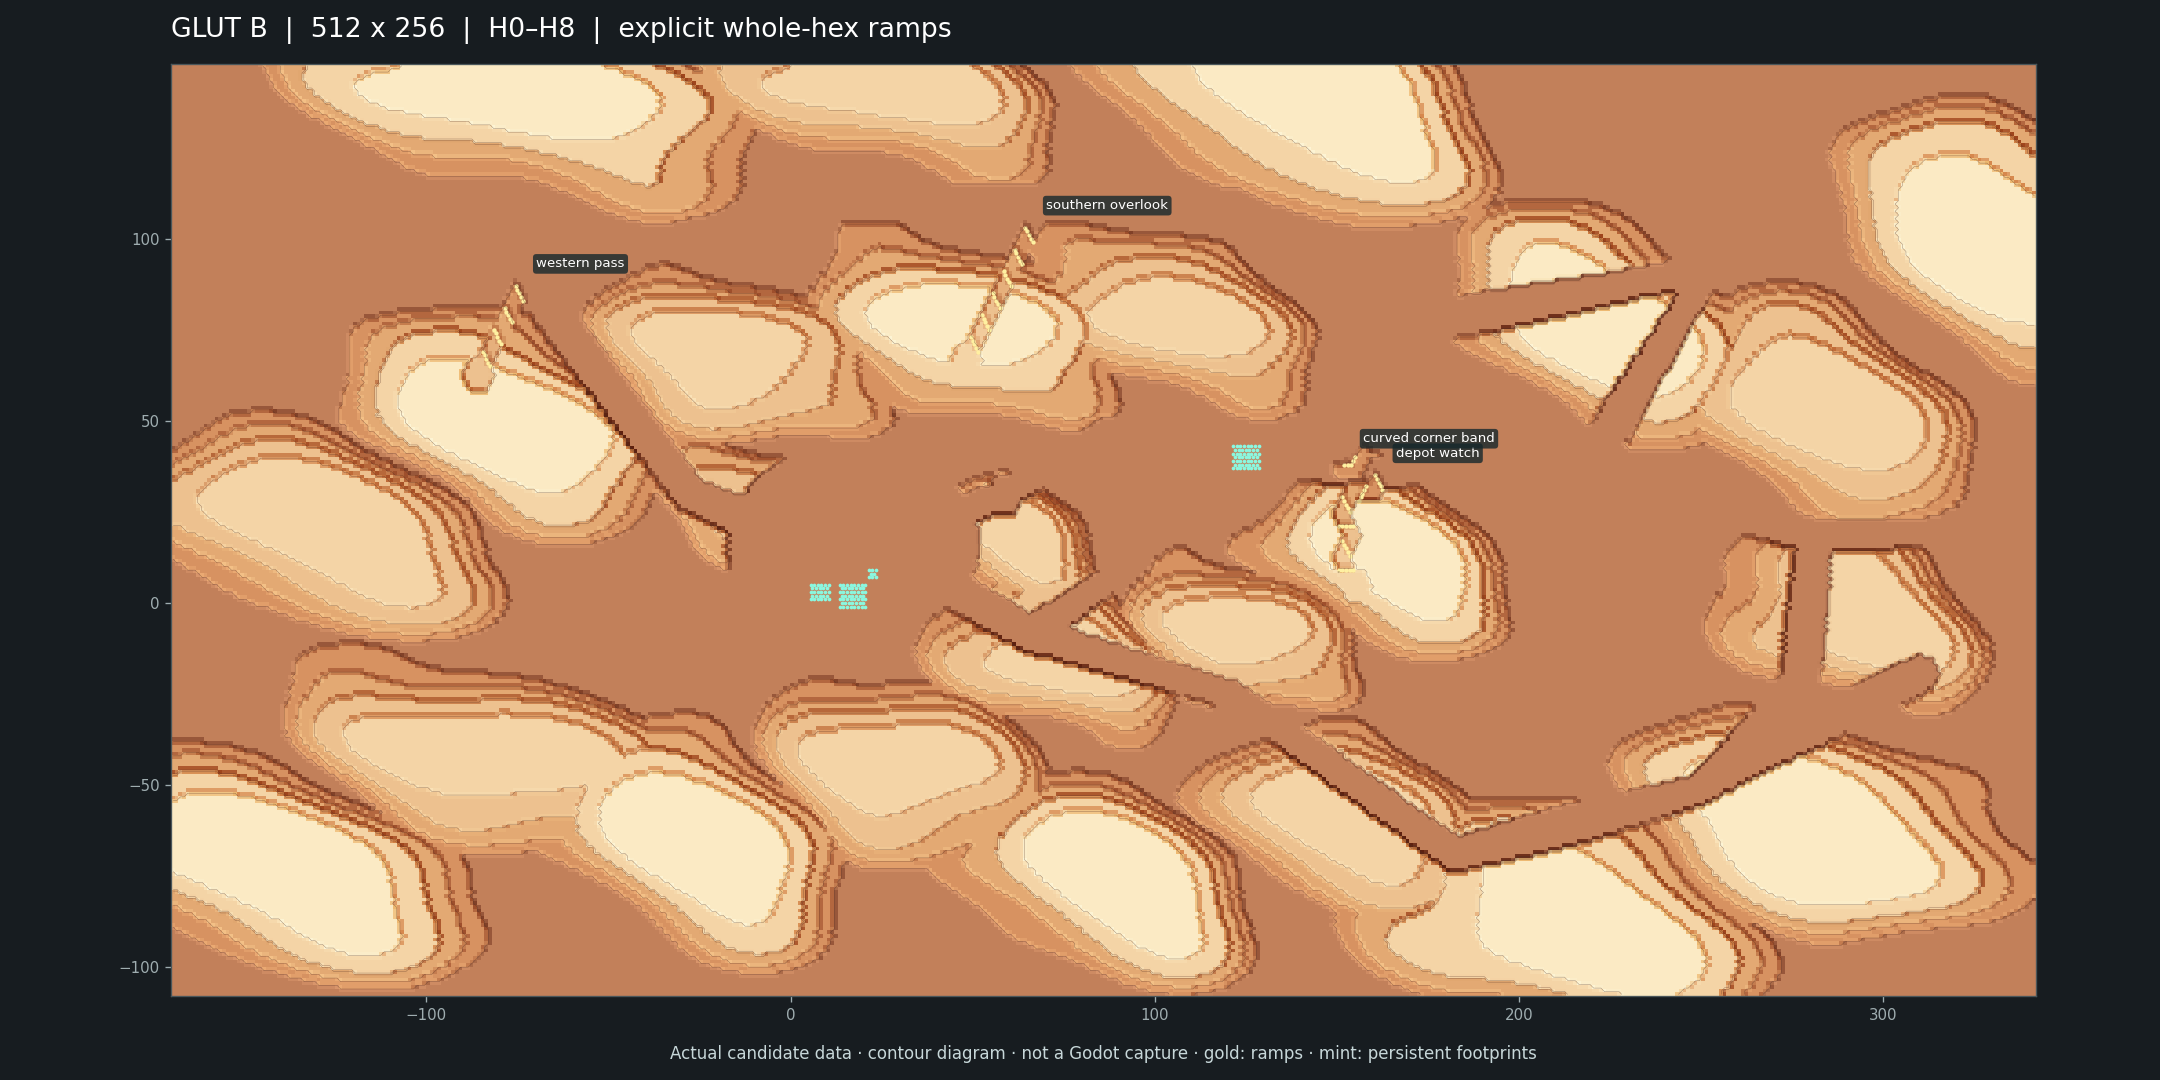 GLUT B | 512 x 256 | H0–H8 | explicit whole-hex ramps
southern overlook
100
western pass
curved corner band
depot watch
50
0
−50
−100
−100 0 100 200 300
Actual candidate data · contour diagram · not a Godot capture · gold: ramps · mint: persistent footprints